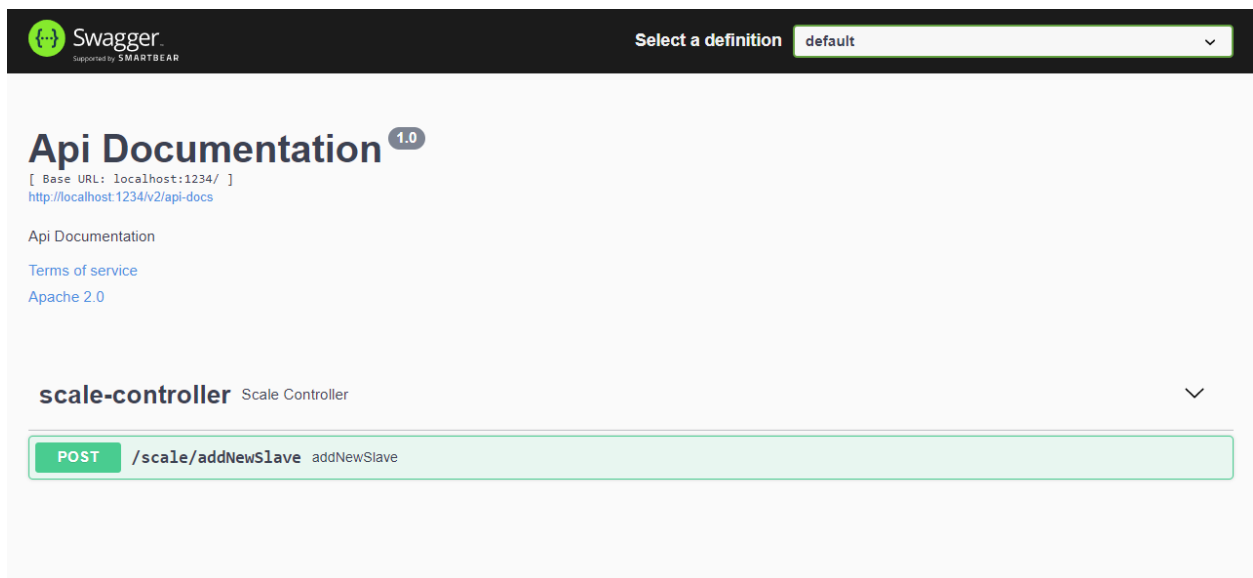 {··} Swagger.
Supported by SMARTBEAR
Select a definition default
Api Documentation 1.0
[ Base URL: localhost:1234/ ]
http://localhost:1234/v2/api-docs
Api Documentation
Terms of service
Apache 2.0
scale-controller Scale Controller
POST /scale/addNewSlave addNewSlave